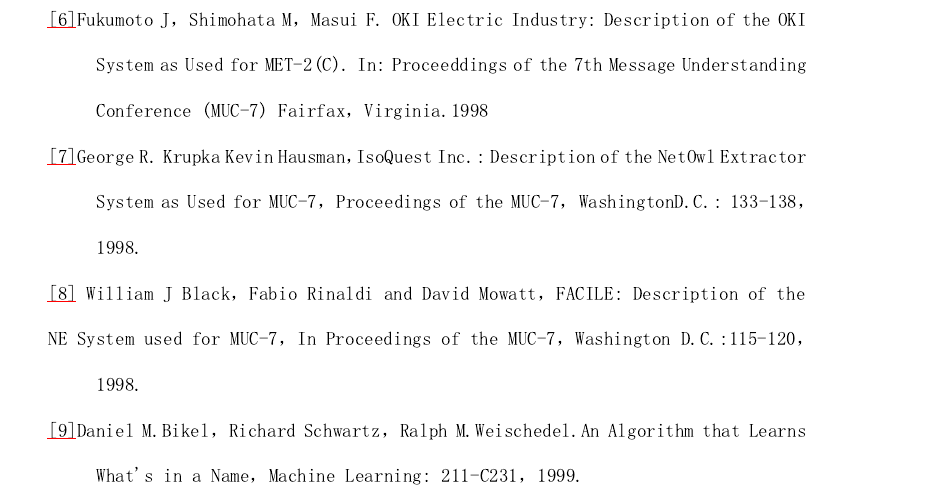 [6]Fukumoto J, Shimohata M, Masui F. OKI Electric Industry: Description of the OKI
System as Used for MET-2(C). In: Proceeddings of the 7th Message Understanding
Conference (MUC-7) Fairfax, Virginia.1998
[7]George R. Krupka Kevin Hausman,IsoQuest Inc.: Description of the NetOwl Extractor
System as Used for MUC-7, Proceedings of the MUC-7, WashingtonD.C.: 133-138,
1998.
[8] William J Black, Fabio Rinaldi and David Mowatt, FACILE: Description of the
NE System used for MUC-7, In Proceedings of the MUC-7, Washington D.C.:115-120,
1998.
[9]Daniel M.Bikel, Richard Schwartz, Ralph M.Weischedel.An Algorithm that Learns
What's in a Name, Machine Learning: 211-C231, 1999.